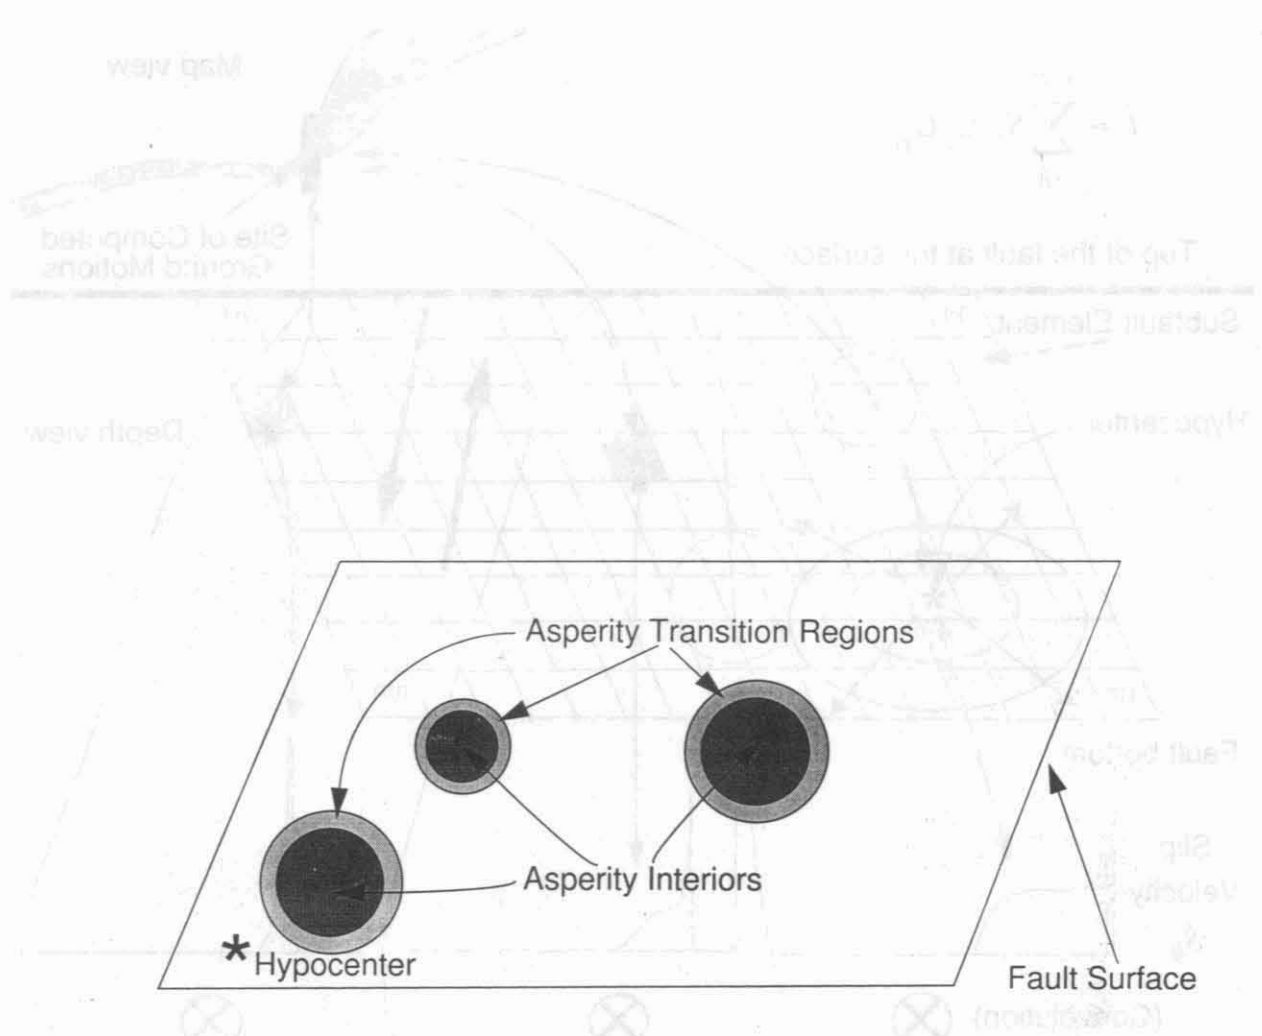 Asperity Transition Regions
Asperity Interiors
* Hypocenter
Fault Surface